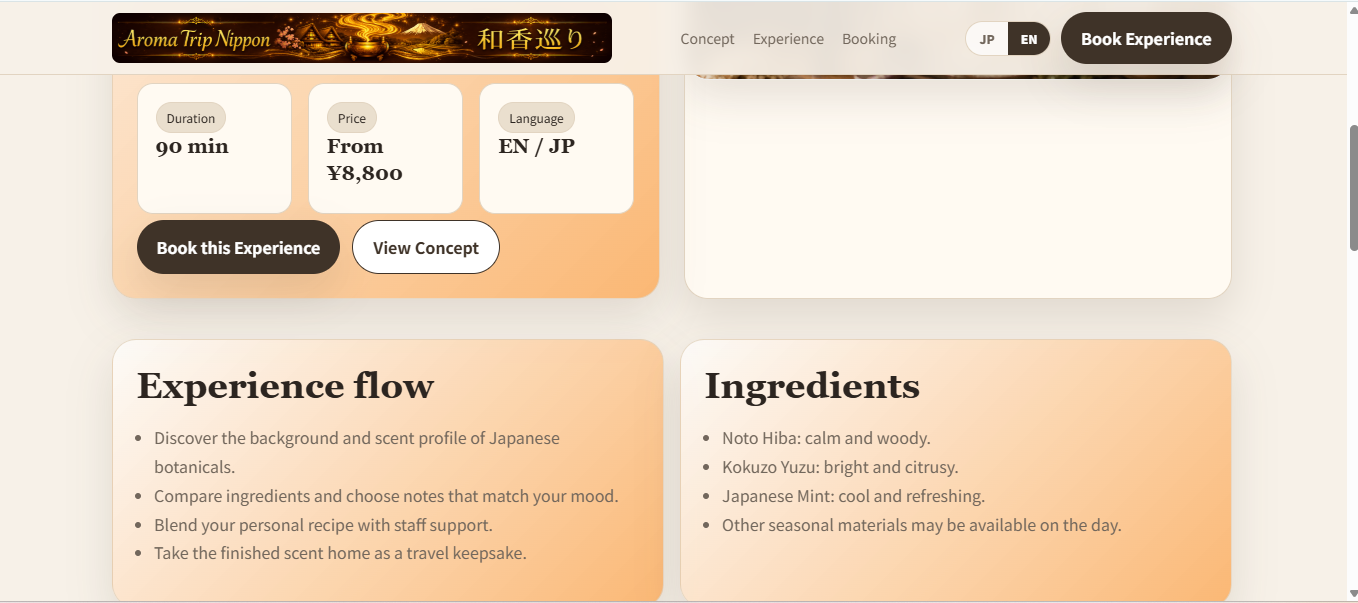 Aroma Trip Nippon
和香巡り
Concept
Experience
Booking
JP
EN
Book Experience
Duration
90 min
Price
From
¥8,800
Language
EN / JP
Book this Experience
View Concept
Experience flow
Discover the background and scent profile of Japanese
botanicals.
Compare ingredients and choose notes that match your mood.
Blend your personal recipe with staff support.
Take the finished scent home as a travel keepsake.
Ingredients
Noto Hiba: calm and woody.
Kokuzo Yuzu: bright and citrusy.
Japanese Mint: cool and refreshing.
Other seasonal materials may be available on the day.